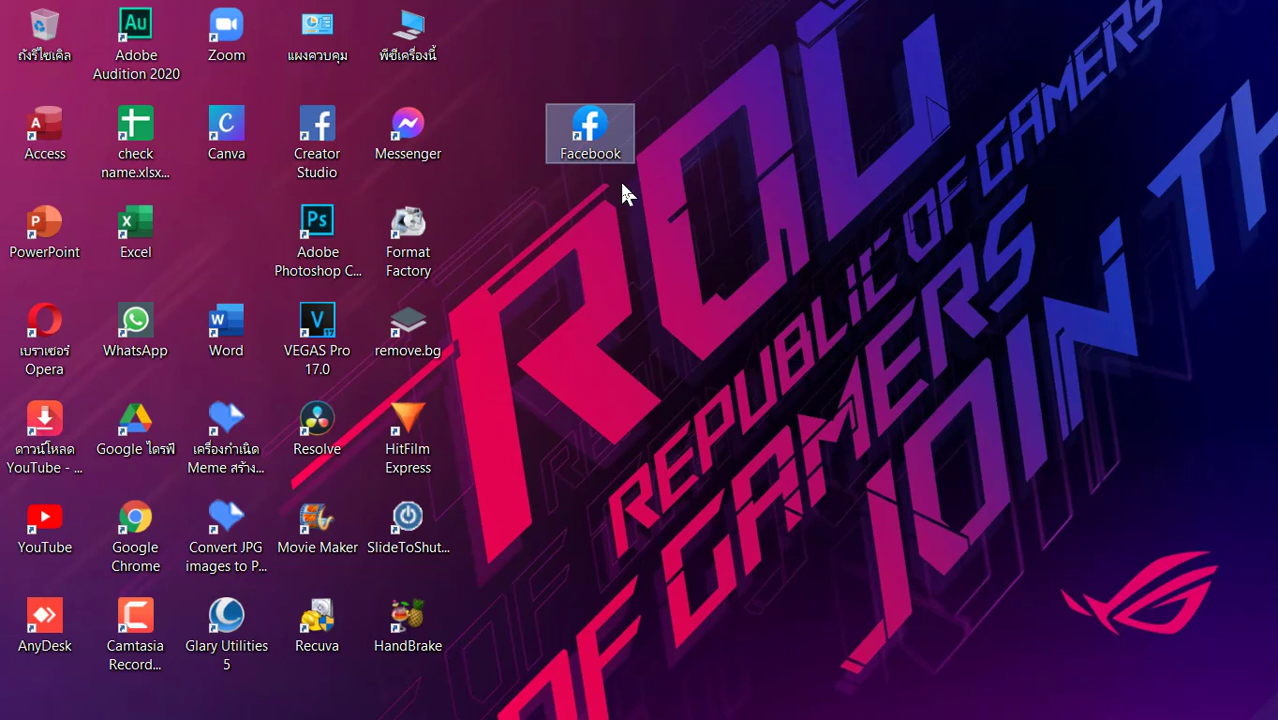 ถังรีไซเคิล
Adobe
Audition 2020
Zoom
แผงควบคุม
พีซีเครื่องนี้
Access
check
name.xlsx...
Canva
Creator
Studio
Messenger
Facebook
PowerPoint
Excel
Adobe
Photoshop C...
Format
Factory
เบราเซอร์
Opera
WhatsApp
Word
VEGAS Pro
17.0
remove.bg
ดาวน์โหลด
YouTube - ...
Google ไดรฟ์
เครื่องกำเนิด
Meme สร้าง...
Resolve
HitFilm
Express
YouTube
Google
Chrome
Convert JPG
images to P...
Movie Maker
SlideToShut...
AnyDesk
Camtasia
Record...
Glary Utilities
5
Recuva
HandBrake
REPUBLIC OF GAMERS
OF GAMERS
JOIN TH